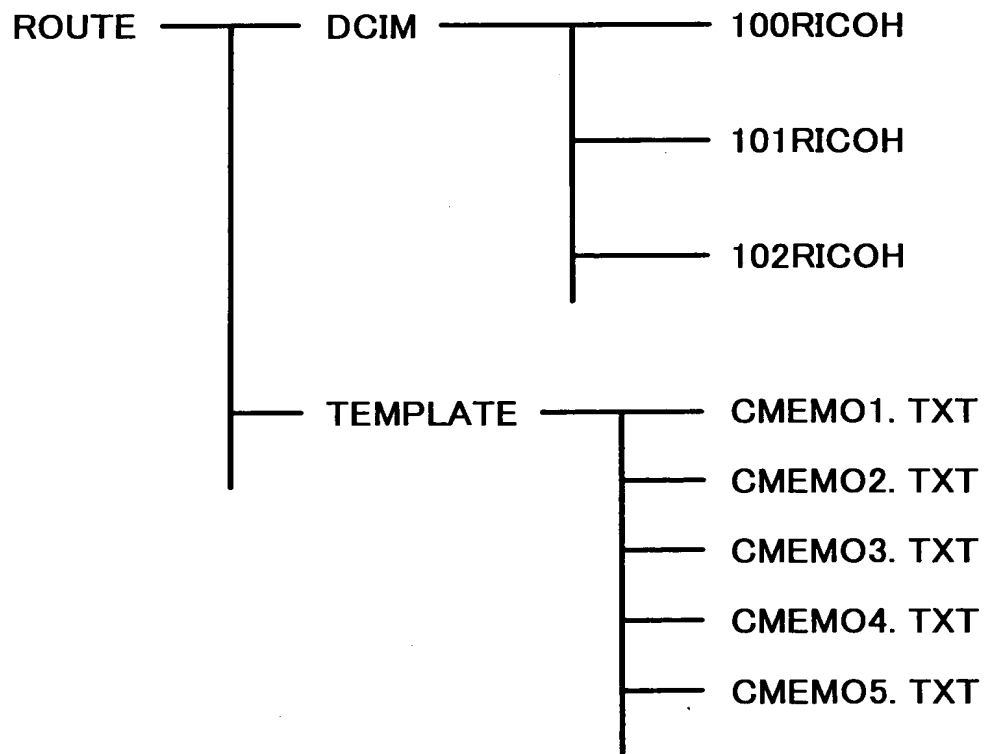 ROUTE DCIM 100RICOH
101RICOH
102RICOH
TEMPLATE CMEMO1. TXT
CMEMO2. TXT
CMEMO3. TXT
CMEMO4. TXT
CMEMO5. TXT